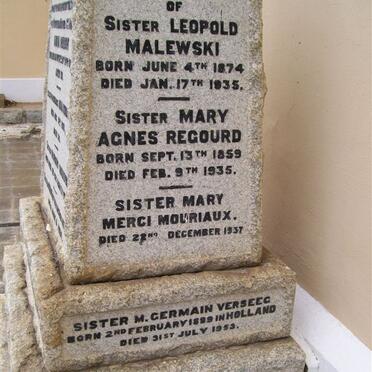 OF
SISTER LEOPOLD
MALEWSKI
BORN JUNE 4TH 1874
DIED JAN. 17TH 1935.
SISTER MARY
AGNES REGOURD
BORN SEPT. 13TH 1859
DIED FEB. 9TH 1935.
SISTER MARY
MERCI MOURIAUX.
DIED 22ND DECEMBER 1937
SISTER M. GERMAIN VERSEEG
BORN 2ND FEBRUARY 1899 IN HOLLAND
DIED 31ST JULY 1953.